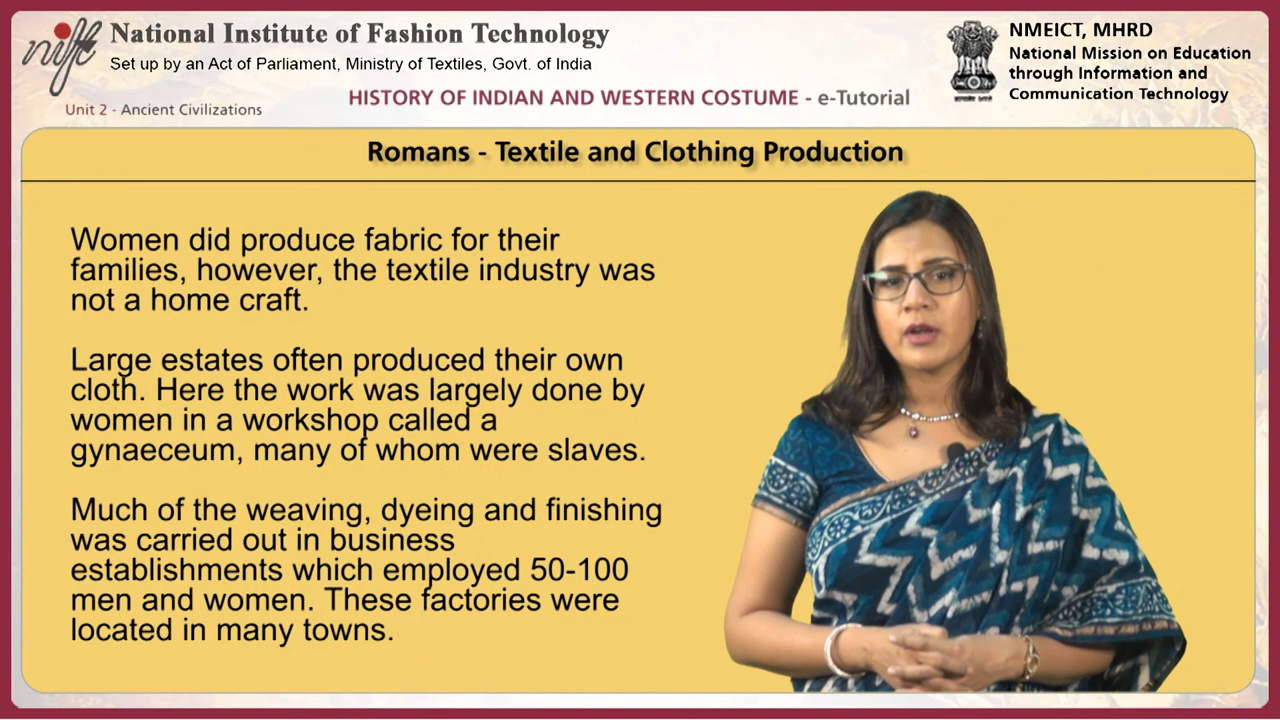 nift
National Institute of Fashion Technology
Set up by an Act of Parliament, Ministry of Textiles, Govt. of India
NMEICT, MHRD
National Mission on Education
through Information and
Communication Technology
HISTORY OF INDIAN AND WESTERN COSTUME - e-Tutorial
Unit 2 - Ancient Civilizations
Romans - Textile and Clothing Production
Women did produce fabric for their
families, however, the textile industry was
not a home craft.
Large estates often produced their own
cloth. Here the work was largely done by
women in a workshop called a
gynaeceum, many of whom were slaves.
Much of the weaving, dyeing and finishing
was carried out in business
establishments which employed 50-100
men and women. These factories were
located in many towns.